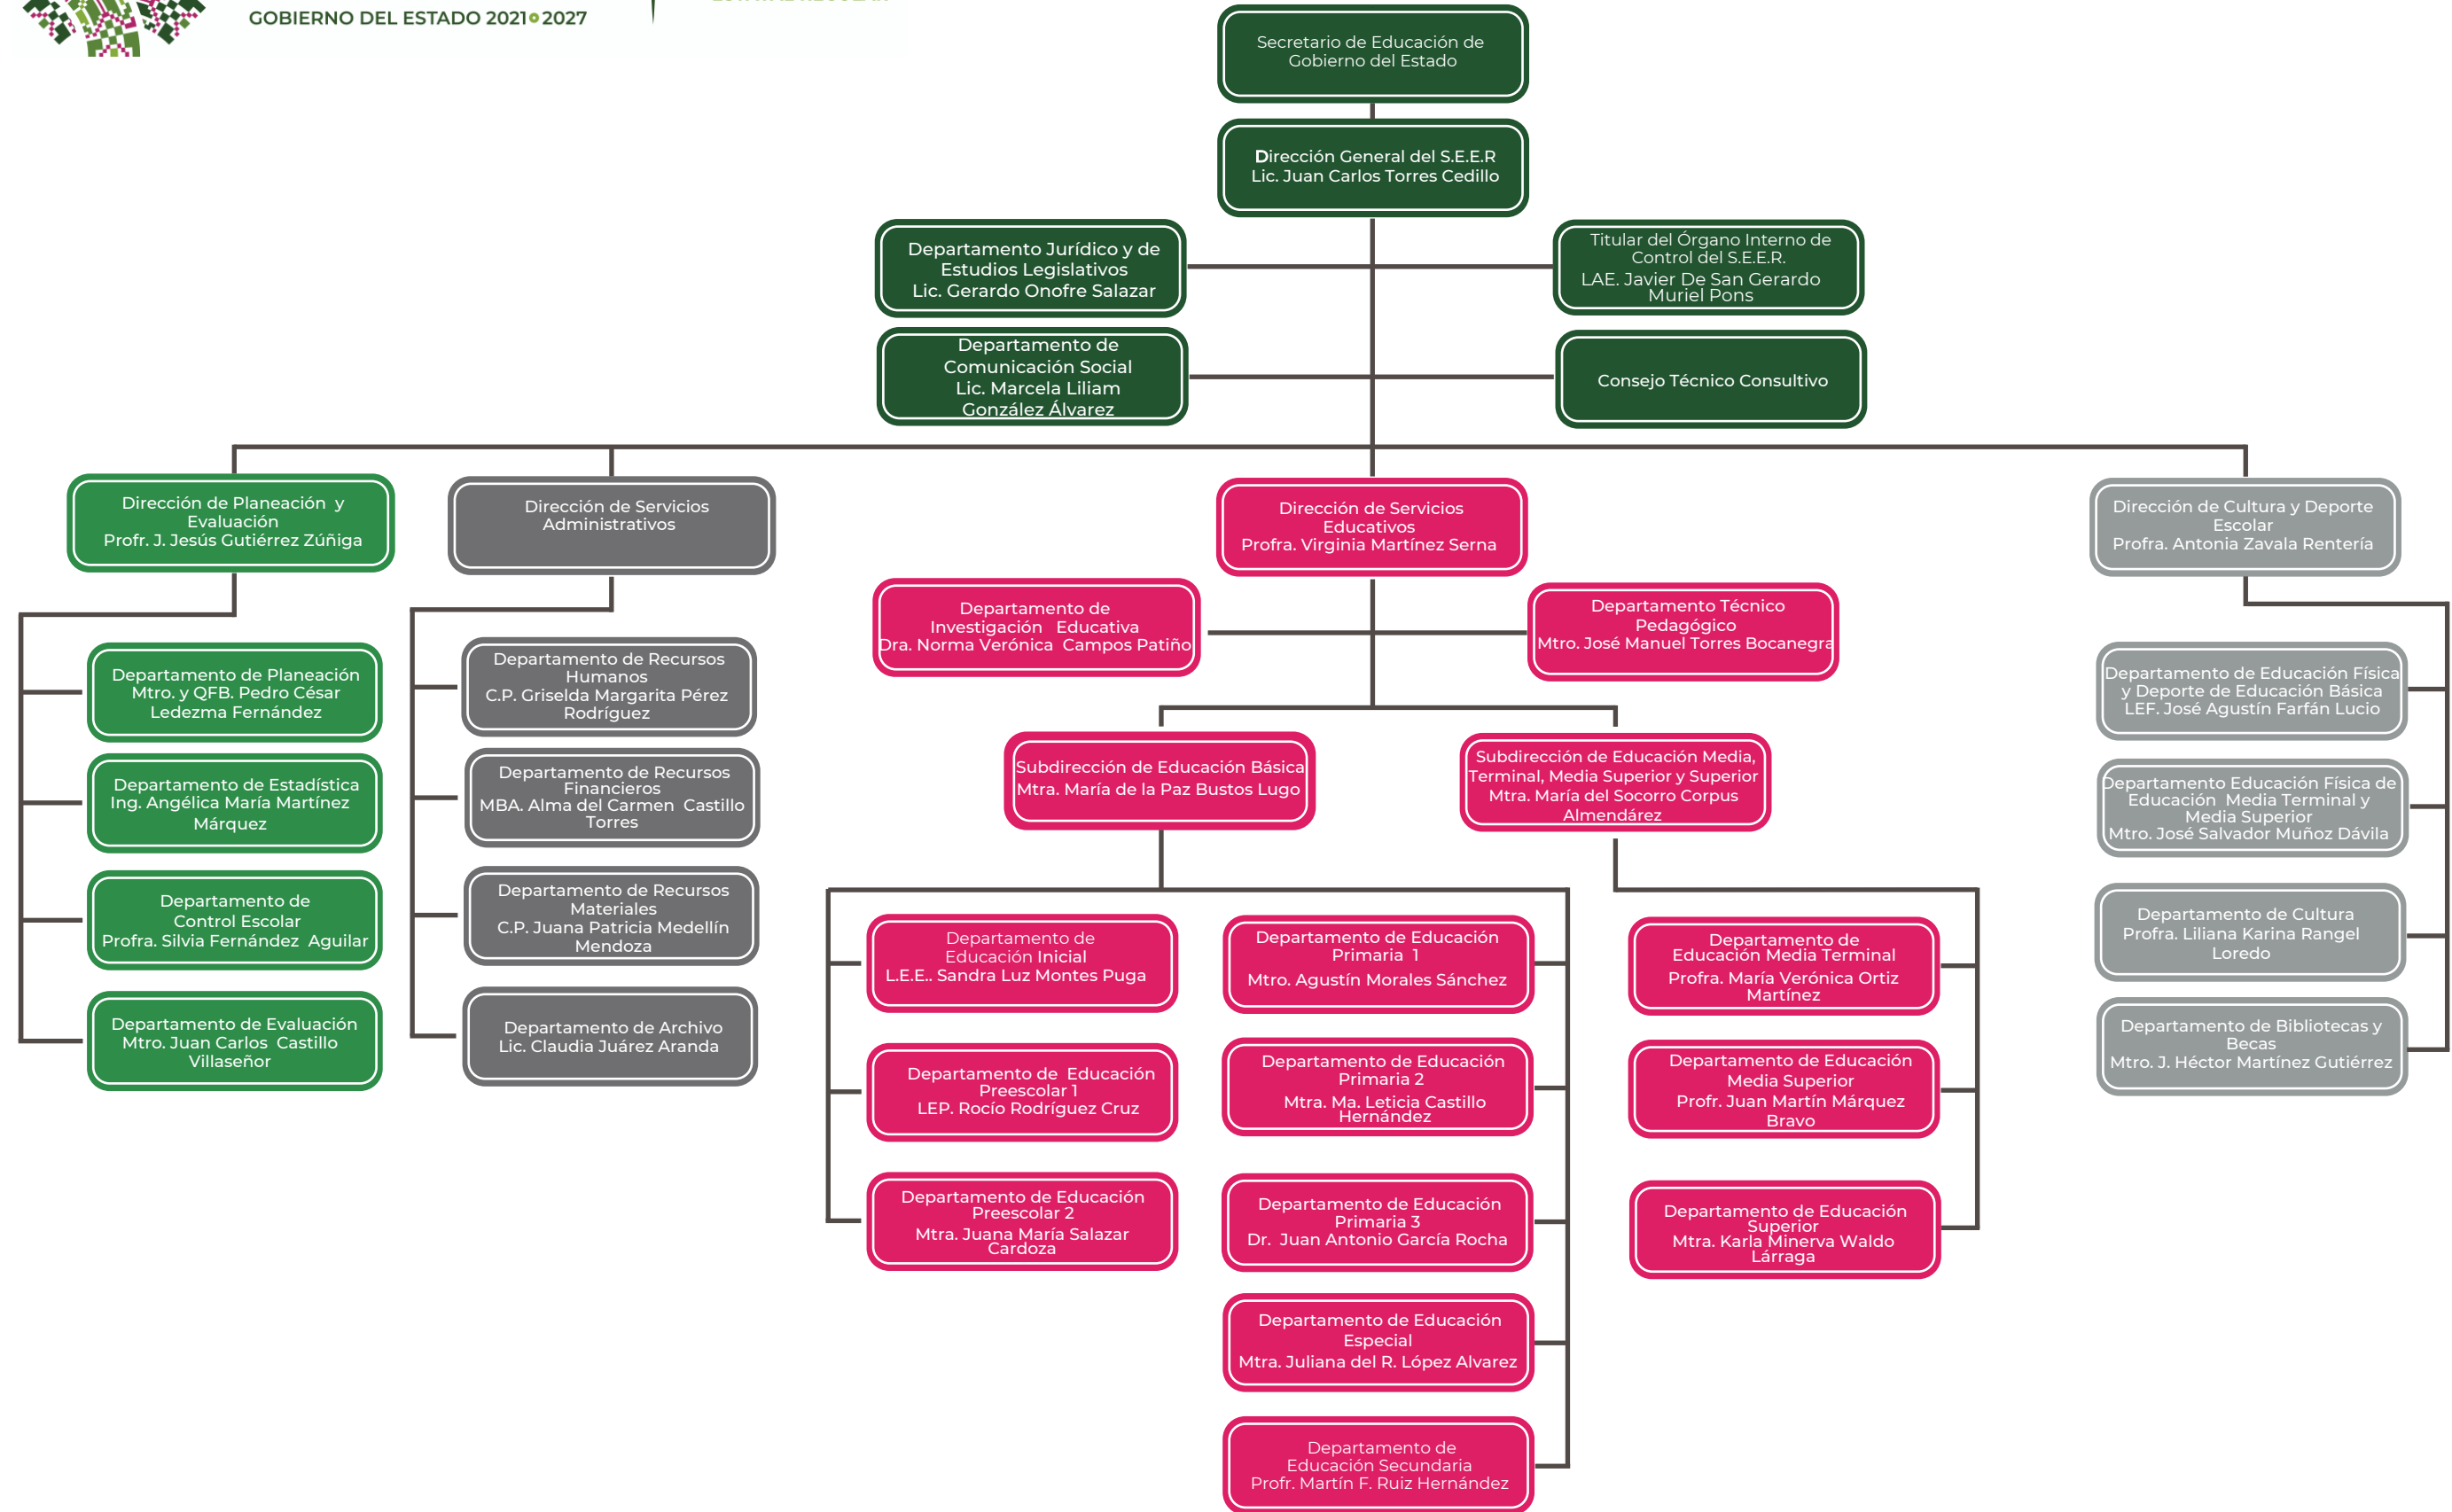 GOBIERNO DEL ESTADO 2021 2027
Secretario de Educación de
Gobierno del Estado
Dirección General del S.E.E.R
Lic. Juan Carlos Torres Cedillo
Departamento Jurídico y de
Estudios Legislativos
Lic. Gerardo Onofre Salazar
Titular del Órgano Interno de
Control del S.E.E.R.
LAE. Javier De San Gerardo
Muriel Pons
Departamento de
Comunicación Social
Lic. Marcela Liliam
González Álvarez
Consejo Técnico Consultivo
Dirección de Planeación y
Evaluación
Profr. J. Jesús Gutiérrez Zúñiga
Dirección de Servicios
Administrativos
Dirección de Servicios
Educativos
Profra. Virginia Martínez Serna
Dirección de Cultura y Deporte
Escolar
Profra. Antonia Zavala Rentería
Departamento de
Investigación Educativa
Dra. Norma Verónica Campos Patiño
Departamento Técnico
Pedagógico
Mtro. José Manuel Torres Bocanegra
Departamento de Planeación
Mtro. y QFB. Pedro César
Ledezma Fernández
Departamento de Estadística
Ing. Angélica María Martínez
Márquez
Departamento de
Control Escolar
Profra. Silvia Fernández Aguilar
Departamento de Evaluación
Mtro. Juan Carlos Castillo
Villaseñor
Departamento de Recursos
Humanos
C.P. Griselda Margarita Pérez
Rodríguez
Departamento de Recursos
Financieros
MBA. Alma del Carmen Castillo
Torres
Departamento de Recursos
Materiales
C.P. Juana Patricia Medellín
Mendoza
Departamento de Archivo
Lic. Claudia Juárez Aranda
Subdirección de Educación Básica
Mtra. María de la Paz Bustos Lugo
Subdirección de Educación Media,
Terminal, Media Superior y Superior
Mtra. María del Socorro Corpus
Almendárez
Departamento de
Educación Inicial
L.E.E.. Sandra Luz Montes Puga
Departamento de Educación
Preescolar 1
LEP. Rocío Rodríguez Cruz
Departamento de Educación
Preescolar 2
Mtra. Juana María Salazar
Cardoza
Departamento de Educación
Primaria 1
Mtro. Agustín Morales Sánchez
Departamento de Educación
Primaria 2
Mtra. Ma. Leticia Castillo
Hernández
Departamento de Educación
Primaria 3
Dr. Juan Antonio García Rocha
Departamento de Educación
Especial
Mtra. Juliana del R. López Alvarez
Departamento de
Educación Secundaria
Profr. Martín F. Ruiz Hernández
Departamento de
Educación Media Terminal
Profra. María Verónica Ortiz
Martínez
Departamento de Educación
Media Superior
Profr. Juan Martín Márquez
Bravo
Departamento de Educación
Superior
Mtra. Karla Minerva Waldo
Lárraga
Departamento de Educación Física
y Deporte de Educación Básica
LEF. José Agustín Farfán Lucio
Departamento Educación Física de
Educación Media Terminal y
Media Superior
Mtro. José Salvador Muñoz Dávila
Departamento de Cultura
Profra. Liliana Karina Rangel
Loredo
Departamento de Bibliotecas y
Becas
Mtro. J. Héctor Martínez Gutiérrez